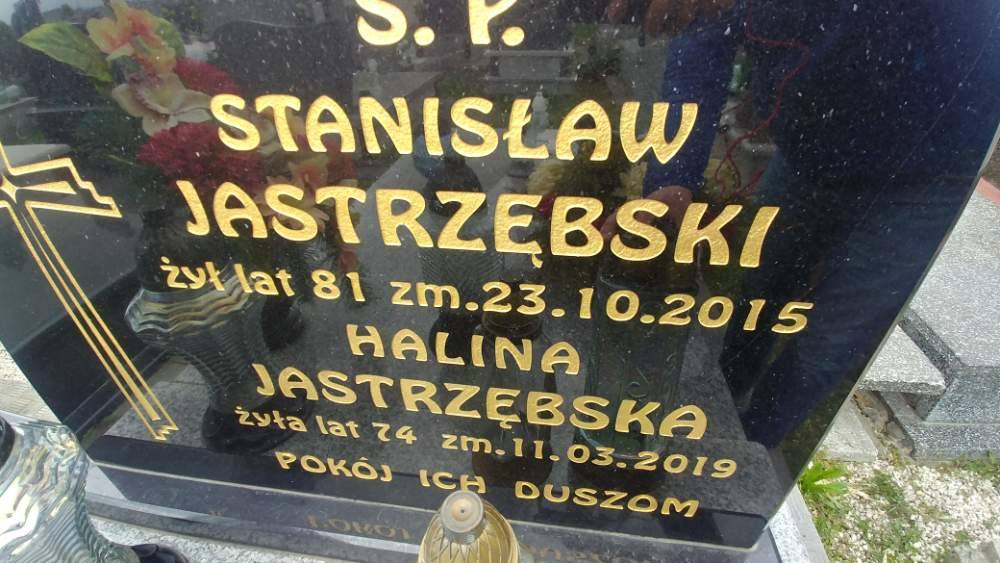 Ś. P.
STANISŁAW
JASTRZĘBSKI
żył lat 81 zm.23.10.2015
HALINA
JASTRZĘBSKA
żyła lat 74 zm.11.03.2019
POKÓJ ICH DUSZOM